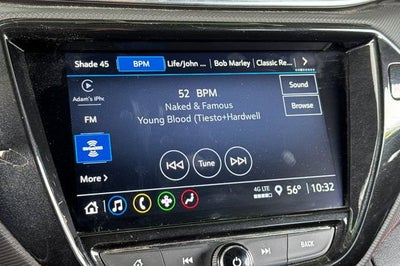 Shade 45 BPM Life/John ... Bob Marley Classic Re...
Adam's iPho
52 BPM
Naked & Famous
Young Blood (Tiesto+Hardwell
Sound
Browse
FM
Tune
More >
4G LTE 56° 10:32
BACK